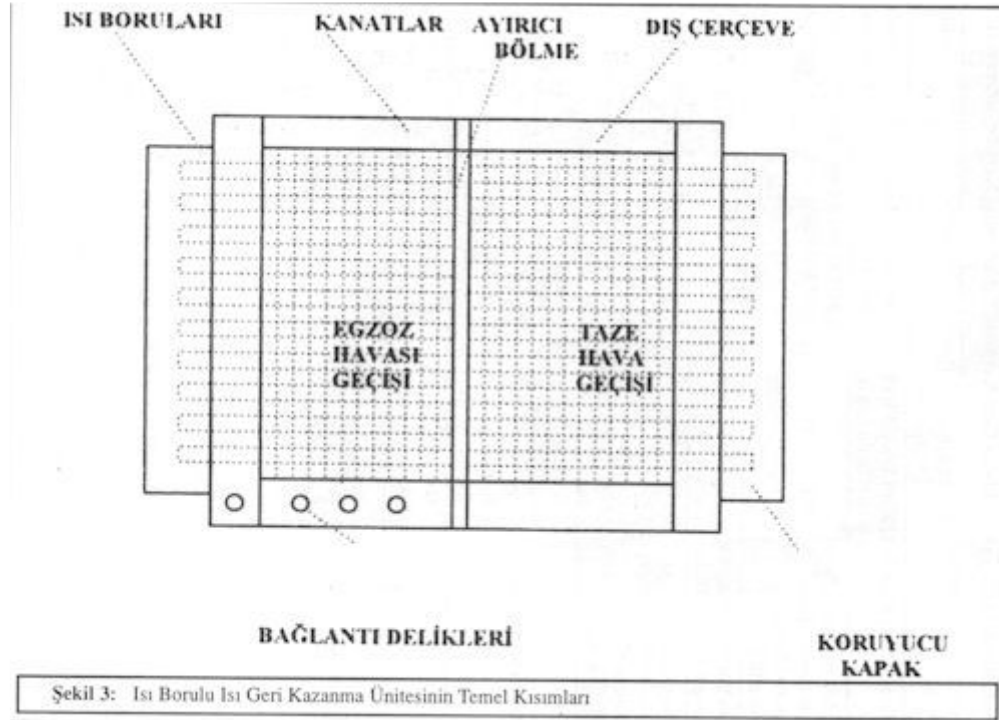 ISI BORULARI
KANATLAR
AYIRICI
BÖLME
DIŞ ÇERÇEVE
EGZOZ
HAVASI
GEÇİŞİ
TAZE
HAVA
GEÇİŞİ
BAĞLANTI DELİKLERİ
KORUYUCU
KAPAK
Şekil 3: Isı Borulu Isı Geri Kazanma Ünitesinin Temel Kısımları